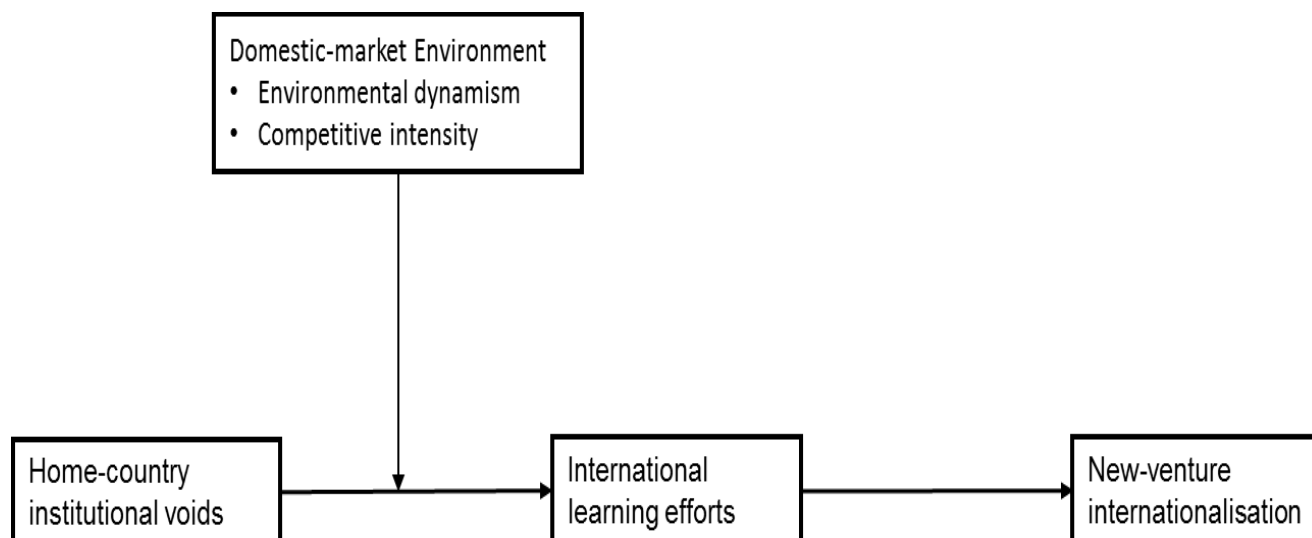 Domestic-market Environment
• Environmental dynamism
• Competitive intensity
Home-country
institutional voids
International
learning efforts
New-venture
internationalisation